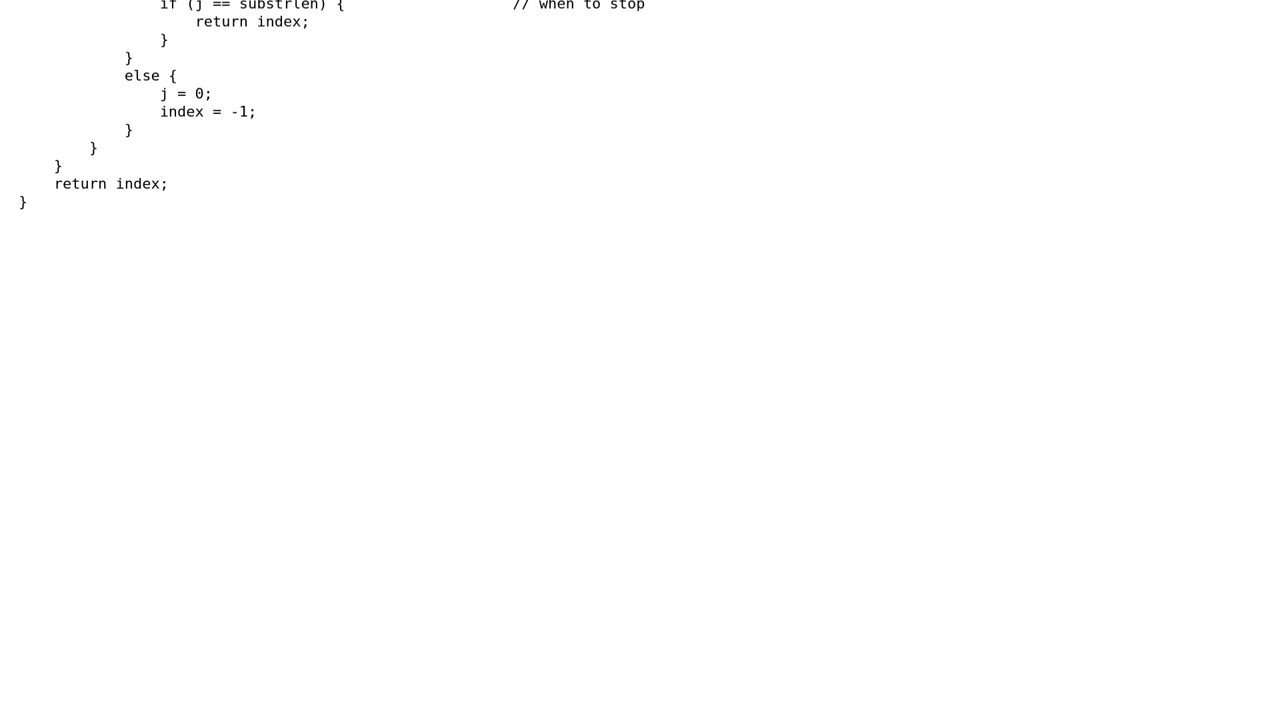 if (j == substrlen) {                   // when to stop
                    return index;
                }
            }
            else {
                j = 0;
                index = -1;
            }
        }
    }
    return index;
}